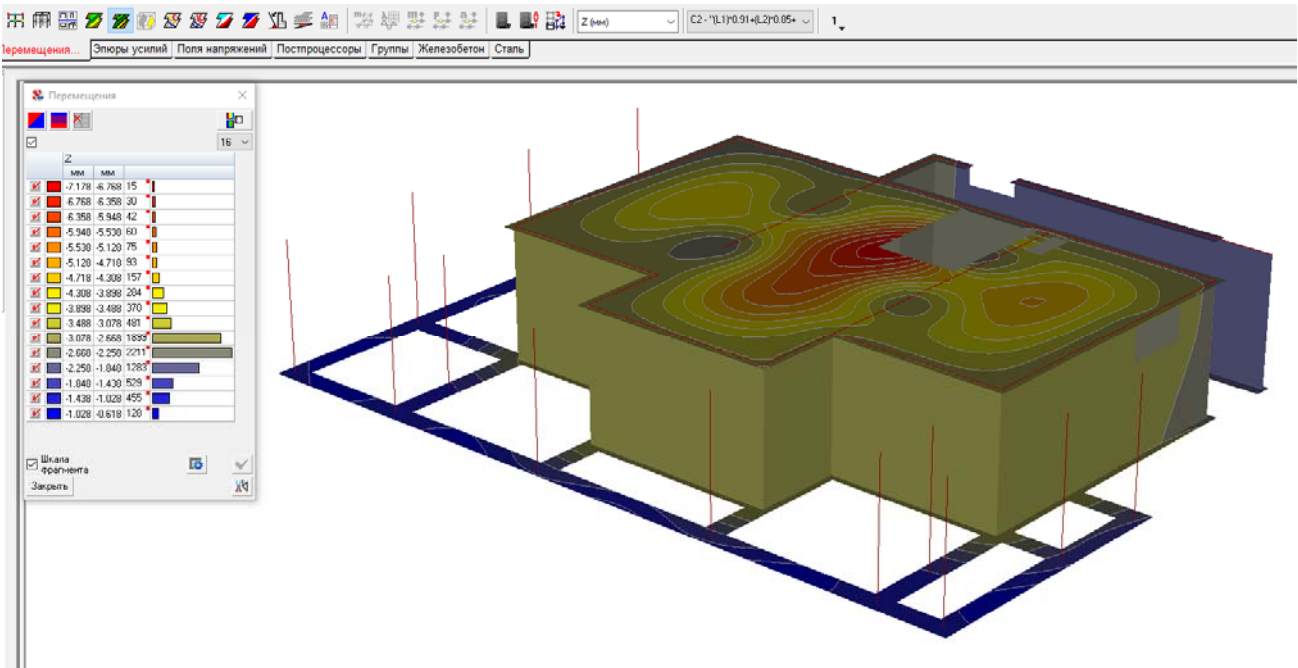 Z (мм) C2 - "(L1)*0.91+(L2)*0.05+ 1
Перемещения... Эпюры усилий Поля напряжений Постпроцессоры Группы Железобетон Сталь
Перемещения
16
Z
мм мм
-7.178 -6.768 15
-6.768 -6.358 30
-6.358 -5.948 42
-5.948 -5.538 60
-5.538 -5.128 75
-5.128 -4.718 93
-4.718 -4.308 157
-4.308 -3.898 284
-3.898 -3.488 370
-3.488 -3.078 481
-3.078 -2.668 1899
-2.668 -2.258 2211
-2.258 -1.848 1283
-1.848 -1.438 529
-1.438 -1.028 455
-1.028 -0.618 128
Шкала
фрагмента
Закрыть